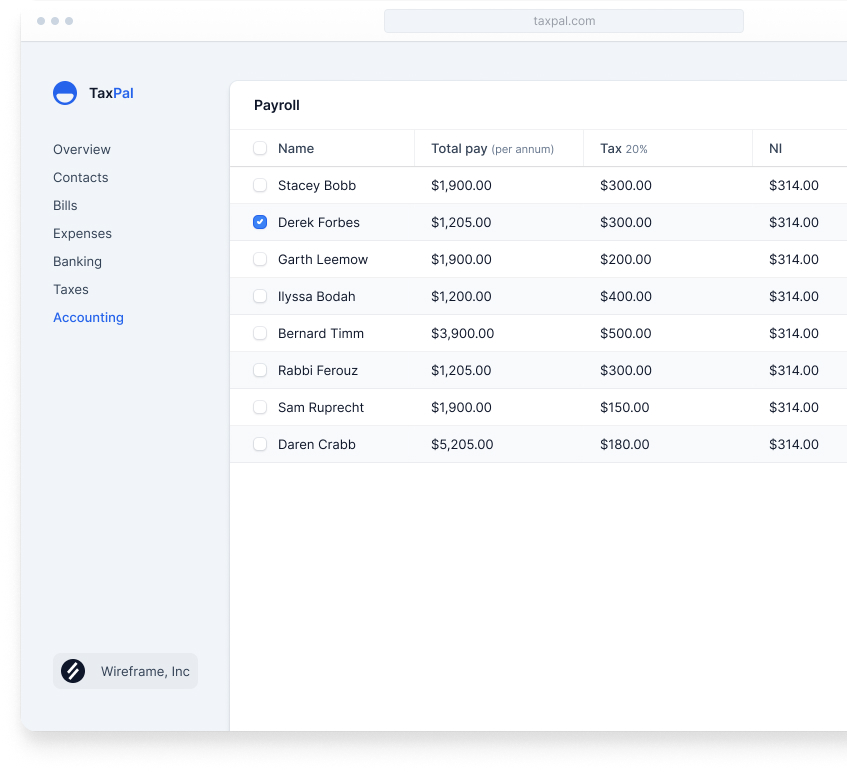 taxpal.com
TaxPal
Overview
Contacts
Bills
Expenses
Banking
Taxes
Accounting
Wireframe, Inc
Payroll
Name Total pay (per annum) Tax 20% NI
Stacey Bobb $1,900.00 $300.00 $314.00
Derek Forbes $1,205.00 $300.00 $314.00
Garth Leemow $1,900.00 $200.00 $314.00
Ilyssa Bodah $1,200.00 $400.00 $314.00
Bernard Timm $3,900.00 $500.00 $314.00
Rabbi Ferouz $1,205.00 $300.00 $314.00
Sam Ruprecht $1,900.00 $150.00 $314.00
Daren Crabb $5,205.00 $180.00 $314.00